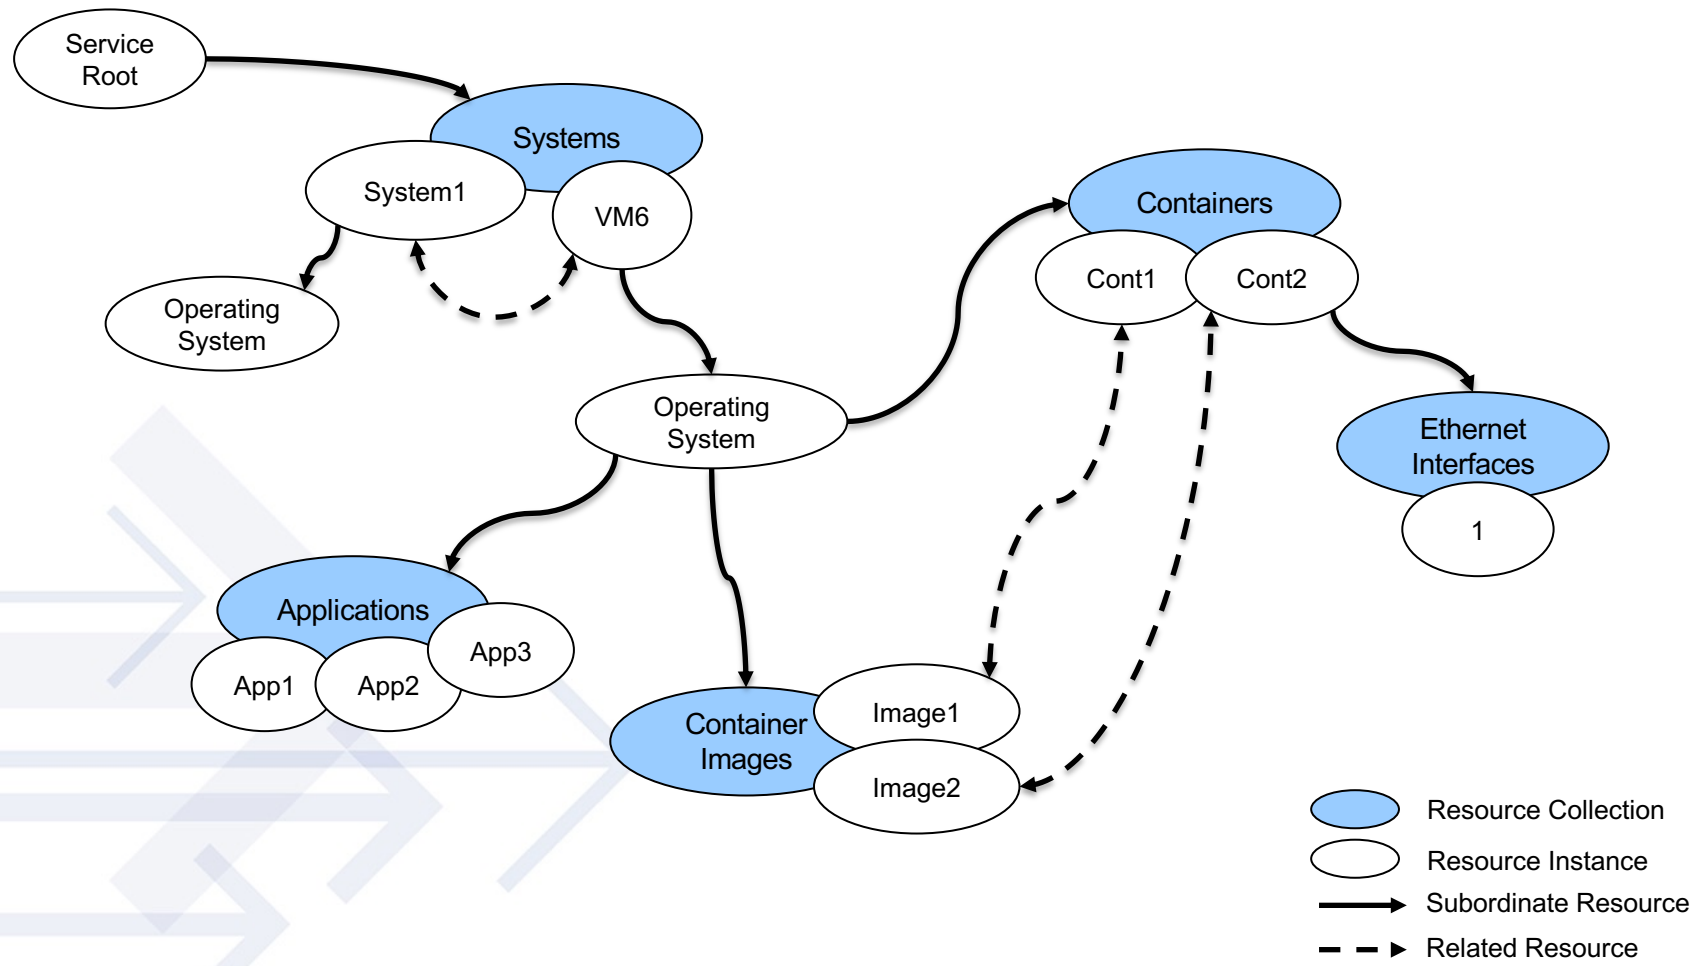 Service
Root
Systems
System1
VM6
Operating
System
Containers
Cont1
Cont2
Operating
System
Ethernet
Interfaces
1
Applications
App1
App2
App3
Container
Images
Image1
Image2
Resource Collection
Resource Instance
Subordinate Resource
Related Resource